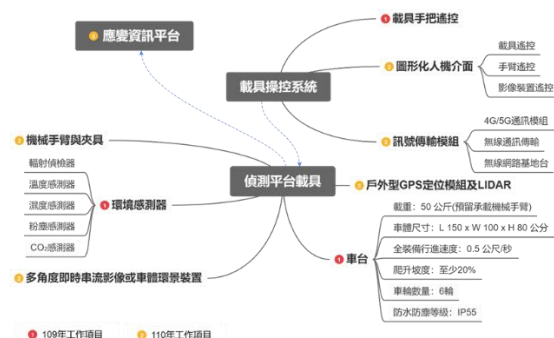 應變資訊平台
載具操控系統
載具手把遙控
圖形化人機介面
載具遙控
手臂遙控
影像裝置遙控
訊號傳輸模組
4G/5G通訊模組
無線通訊傳輸
無線網路基地台
偵測平台載具
機械手臂與夾具
環境感測器
輻射偵檢器
溫度感測器
濕度感測器
粉塵感測器
CO₂感測器
多角度即時串流影像或車體環景裝置
戶外型GPS定位模組及LIDAR
車台
載重：50 公斤(預留承載機械手臂)
車體尺寸：L 150 x W 100 x H 80 公分
全裝備行進速度：0.5 公尺/秒
爬升坡度：至少20%
車輪數量：6輪
防水防塵等級：IP55
109年工作項目
110年工作項目